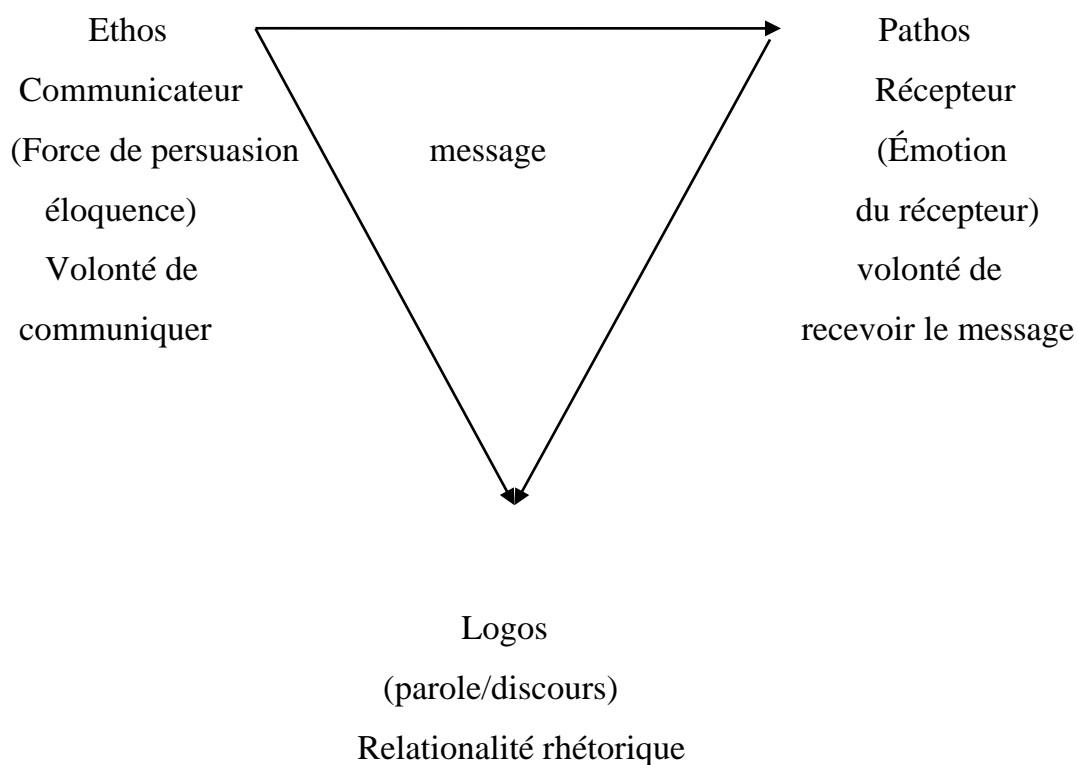 Ethos
Communicateur
(Force de persuasion
éloquence)
Volonté de
communiquer
message
Pathos
Récepteur
(Émotion
du récepteur)
volonté de
recevoir le message
Logos
(parole/discours)
Relationalité rhétorique